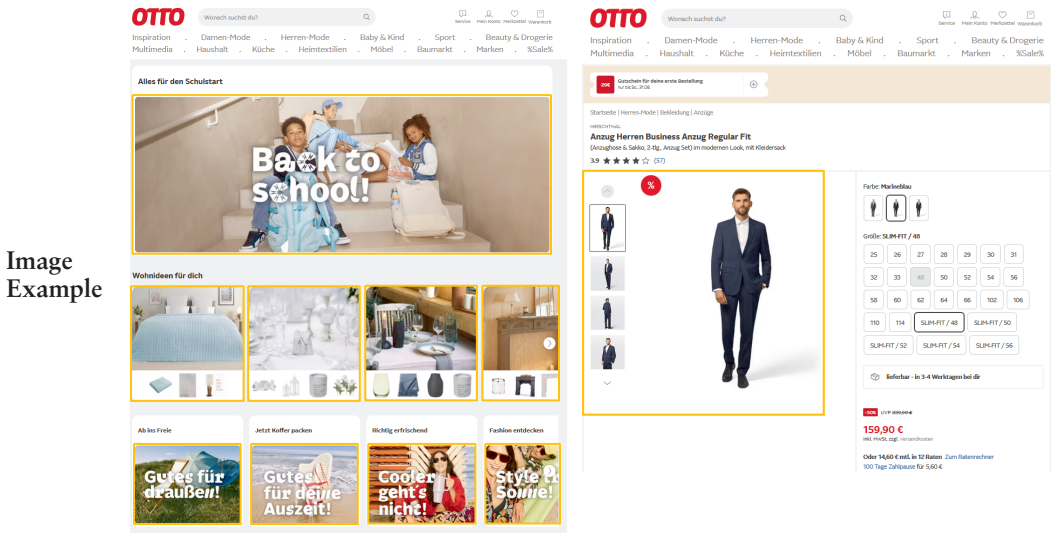 Image
Example
OTTO
Wonach suchst du?
Service Mein Konto Merkzettel Warenkorb
Inspiration . Damen-Mode . Herren-Mode . Baby & Kind . Sport . Beauty & Drogerie
Multimedia . Haushalt . Küche . Heimtextilien . Möbel . Baumarkt . Marken . %Sale%
Alles für den Schulstart
Back to
school!
Wohnideen für dich
Ab ins Freie
Jetzt Koffer packen
Richtig erfrischend
Fashion entdecken
Gutes für
draußen!
Gutes
für deine
Auszeit!
Cooler
geht's
nicht!
Style
Sonne!
OTTO
Wonach suchst du?
Service Mein Konto Merkzettel Warenkorb
Inspiration . Damen-Mode . Herren-Mode . Baby & Kind . Sport . Beauty & Drogerie
Multimedia . Haushalt . Küche . Heimtextilien . Möbel . Baumarkt . Marken . %Sale%
20€
Gutschein für deine erste Bestellung
nur bis So., 31.08.
Startseite | Herren-Mode | Bekleidung | Anzüge
HIRSCHTHAL
Anzug Herren Business Anzug Regular Fit
(Anzughose & Sakko, 2-tlg., Anzug Set) im modernen Look, mit Kleidersack
3.9 ★★★★☆ (57)
%
Farbe: Marineblau
Größe: SLIM-FIT / 48
25 26 27 28 29 30 31
32 33 48 50 52 54 56
58 60 62 64 66 102 106
110 114 SLIM-FIT / 48 SLIM-FIT / 50
SLIM-FIT / 52 SLIM-FIT / 54 SLIM-FIT / 56
lieferbar - in 3-4 Werktagen bei dir
UVP
159,90 €
inkl. MwSt. zzgl. Versandkosten
Oder 14,60 € mtl. in 12 Raten Zum Ratenrechner
100 Tage Zahlpause für 5,60 €